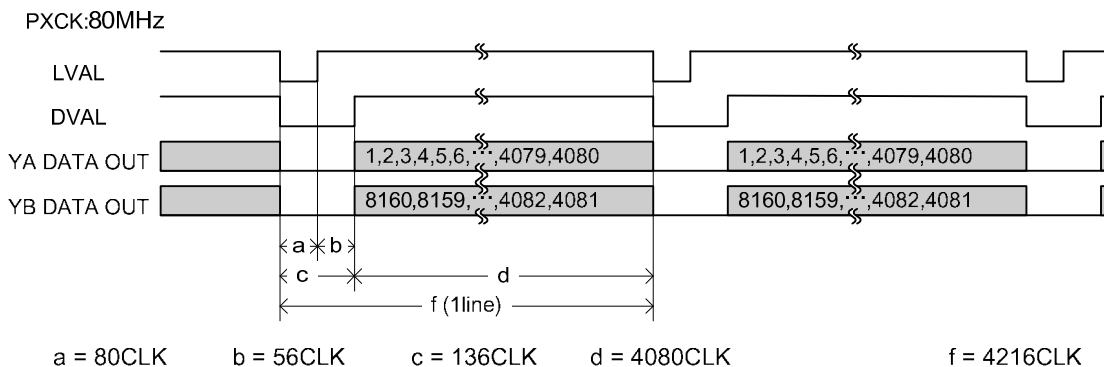 PXCK:80MHz
LVAL
DVAL
YA DATA OUT 1,2,3,4,5,6,···,4079,4080 1,2,3,4,5,6,···,4079,4080
YB DATA OUT 8160,8159,···,4082,4081 8160,8159,···,4082,4081
a b
c d
f (1line)
a = 80CLK b = 56CLK c = 136CLK d = 4080CLK f = 4216CLK